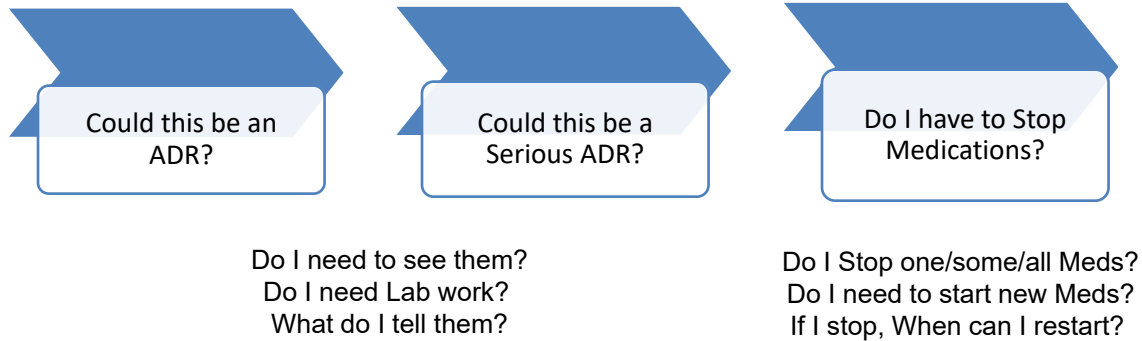 Could this be an
ADR?
Could this be a
Serious ADR?
Do I have to Stop
Medications?
Do I need to see them?
Do I need Lab work?
What do I tell them?
Do I Stop one/some/all Meds?
Do I need to start new Meds?
If I stop, When can I restart?